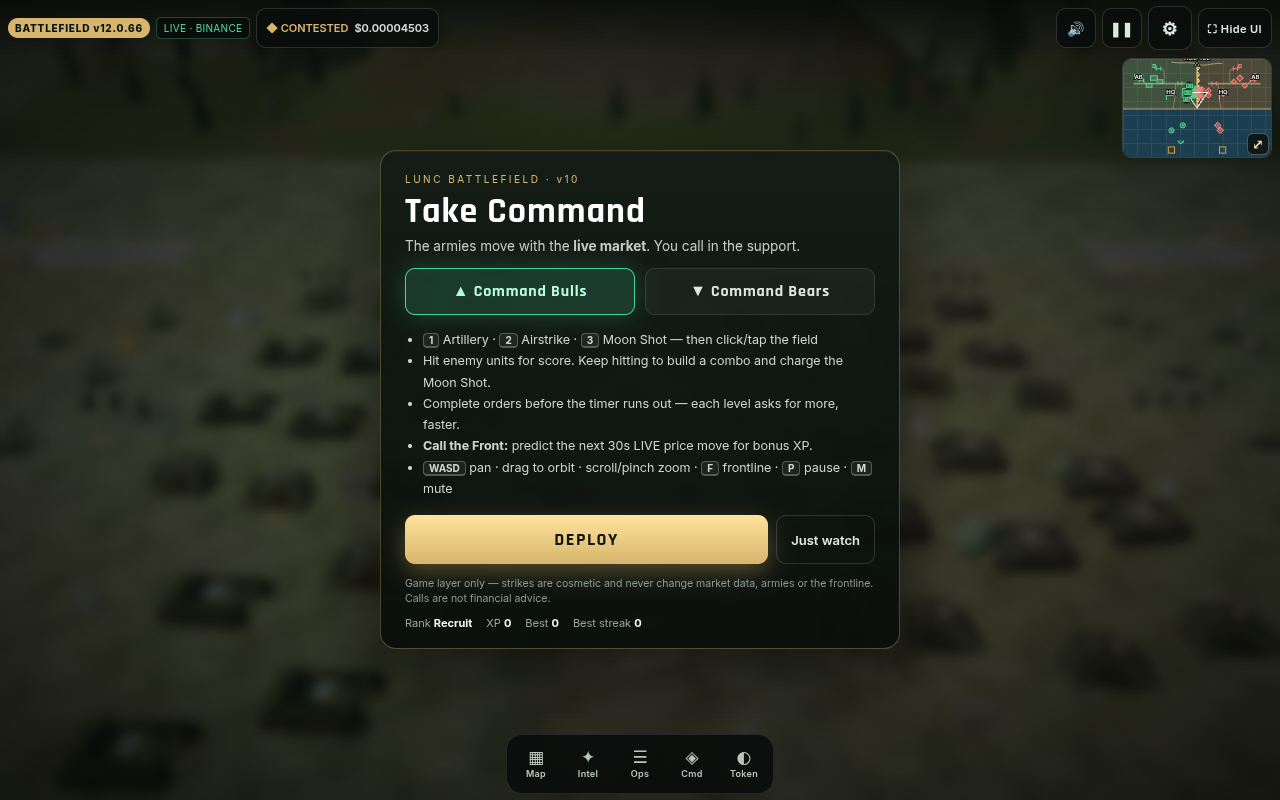 BATTLEFIELD v12.0.66
LIVE · BINANCE
◆ CONTESTED $0.00004503
Hide UI
AB
AB
HQ
HQ
LUNC BATTLEFIELD · v10
Take Command
The armies move with the live market. You call in the support.
▲ Command Bulls
▼ Command Bears
• 1 Artillery · 2 Airstrike · 3 Moon Shot — then click/tap the field
• Hit enemy units for score. Keep hitting to build a combo and charge the
Moon Shot.
• Complete orders before the timer runs out — each level asks for more,
faster.
• Call the Front: predict the next 30s LIVE price move for bonus XP.
• WASD pan · drag to orbit · scroll/pinch zoom · F frontline · P pause · M
mute
DEPLOY
Just watch
Game layer only — strikes are cosmetic and never change market data, armies or the frontline.
Calls are not financial advice.
Rank Recruit XP 0 Best 0 Best streak 0
Map
Intel
Ops
Cmd
Token